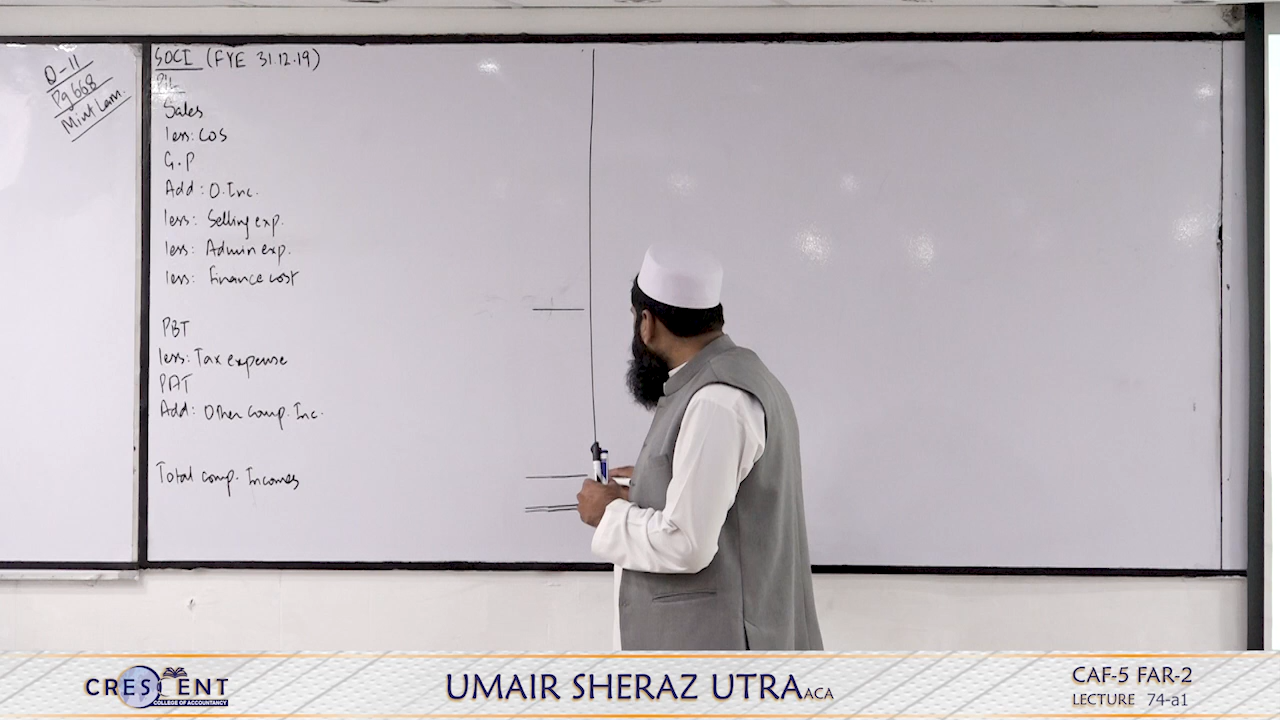 Q-11
Pg 668
Mint Lam.
SOCI (FYE 31.12.19)
P/L
Sales
less: COS
G.P
Add: O.Inc.
less: Selling exp.
less: Admin exp.
less: Finance cost
PBT
less: Tax expense
PAT
Add: Other comp. Inc.
Total comp. Incomes
CRESCENT
COLLEGE OF ACCOUNTANCY
UMAIR SHERAZ UTRA ACA
CAF-5 FAR-2
LECTURE 74-a1